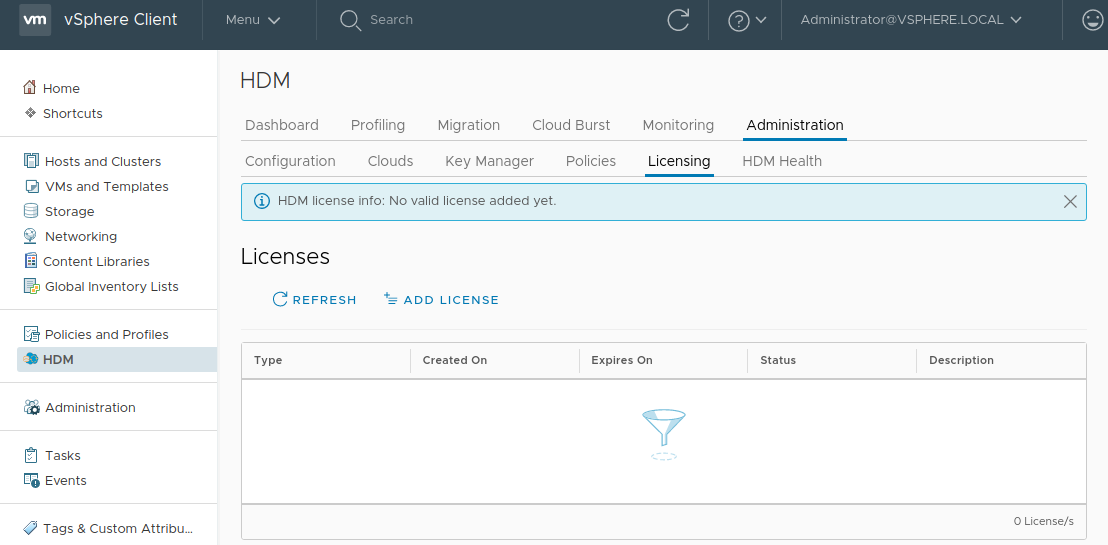 vm vSphere Client Menu Search Administrator@VSPHERE.LOCAL
Home
Shortcuts
Hosts and Clusters
VMs and Templates
Storage
Networking
Content Libraries
Global Inventory Lists
Policies and Profiles
HDM
Administration
Tasks
Events
Tags & Custom Attribu...
HDM
Dashboard Profiling Migration Cloud Burst Monitoring Administration
Configuration Clouds Key Manager Policies Licensing HDM Health
HDM license info: No valid license added yet.
Licenses
REFRESH ADD LICENSE
Type Created On Expires On Status Description
0 License/s